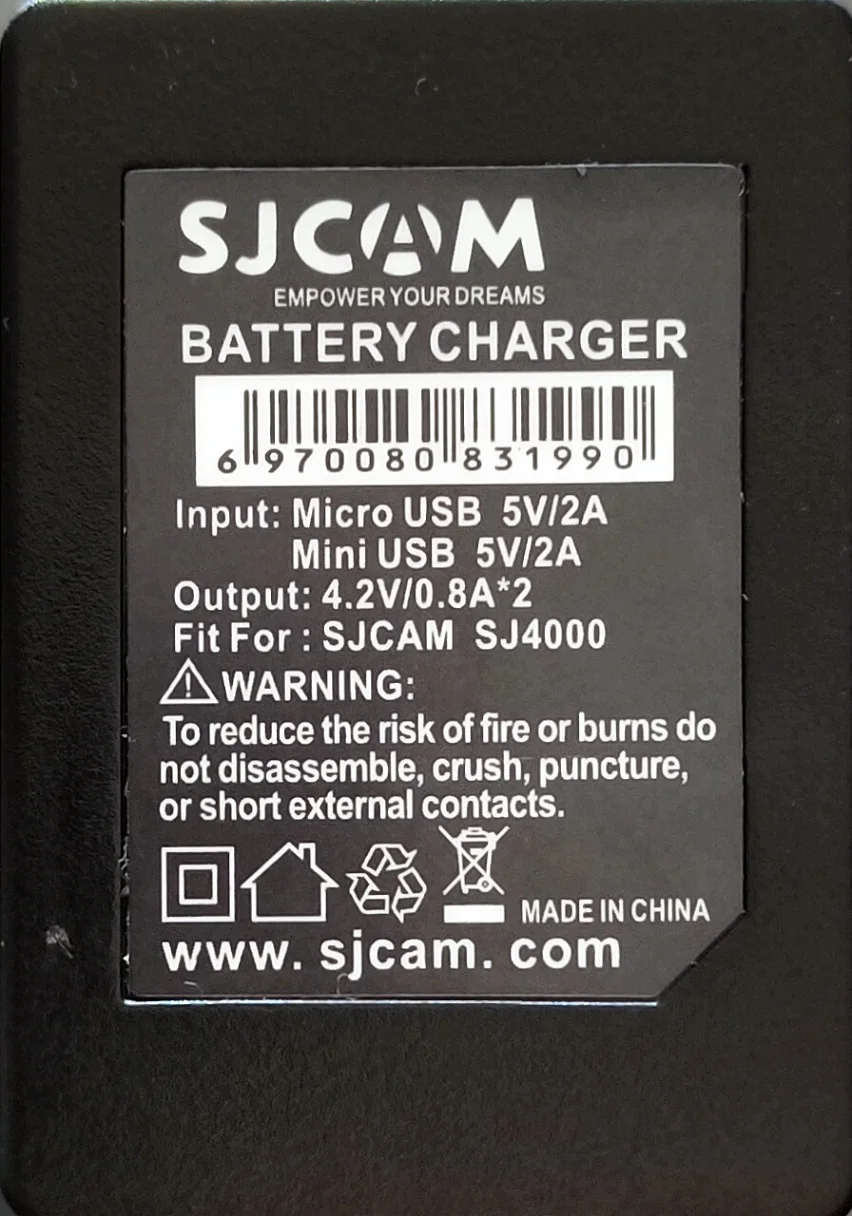 SJCAM
EMPOWER YOUR DREAMS
BATTERY CHARGER
6 970080 831990
Input: Micro USB 5V/2A
Mini USB 5V/2A
Output: 4.2V/0.8A*2
Fit For : SJCAM SJ4000
WARNING:
To reduce the risk of fire or burns do
not disassemble, crush, puncture,
or short external contacts.
MADE IN CHINA
www. sjcam. com